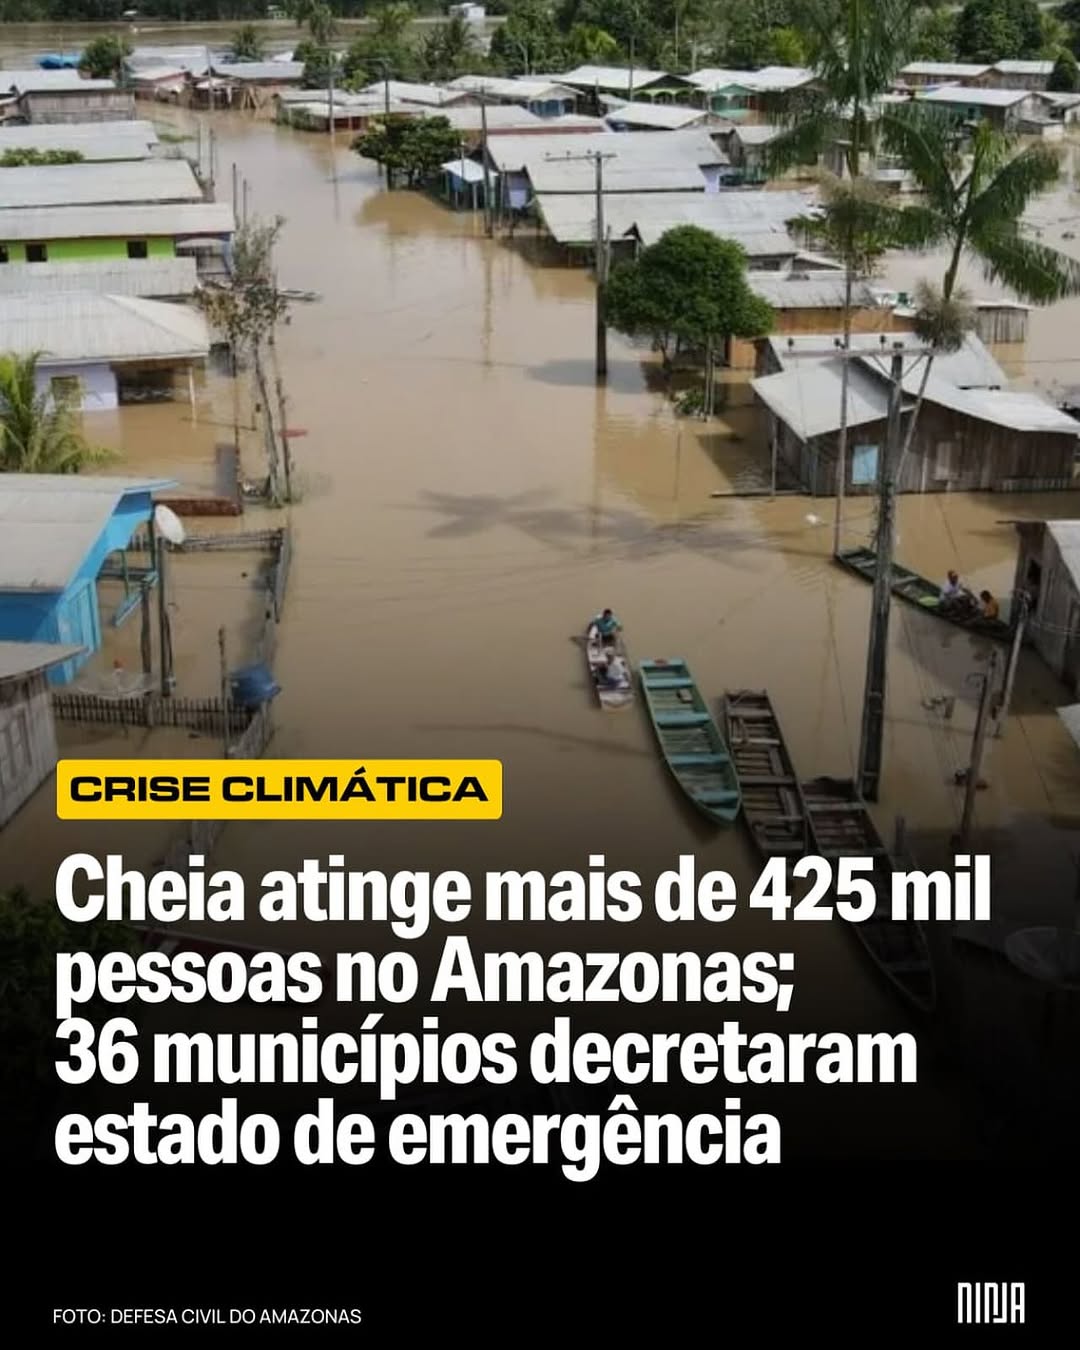 CRISE CLIMÁTICA
Cheia atinge mais de 425 mil
pessoas no Amazonas;
36 municípios decretaram
estado de emergência
FOTO: DEFESA CIVIL DO AMAZONAS
NINJA